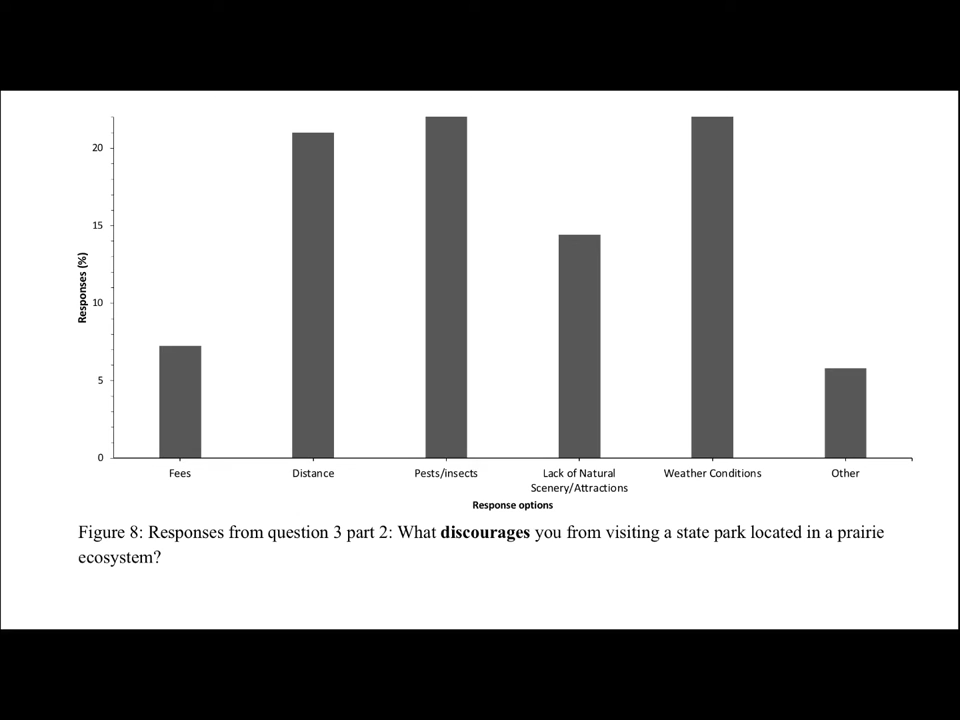 20
15
10
5
0
Responses (%)
Fees
Distance
Pests/insects
Lack of Natural
Scenery/Attractions
Weather Conditions
Other
Response options
Figure 8: Responses from question 3 part 2: What discourages you from visiting a state park located in a prairie
ecosystem?